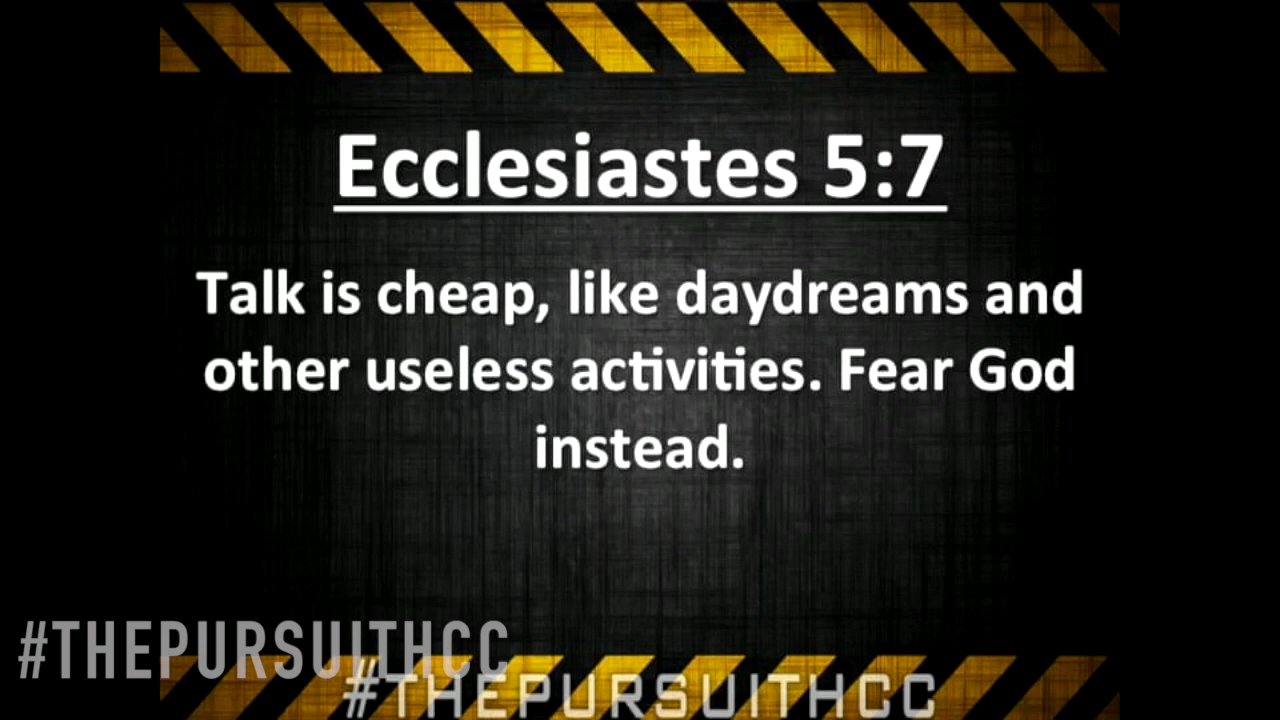 Ecclesiastes 5:7
Talk is cheap, like daydreams and
other useless activities. Fear God
instead.
#THEPURSUITHCC
#THEPURSUITHCC